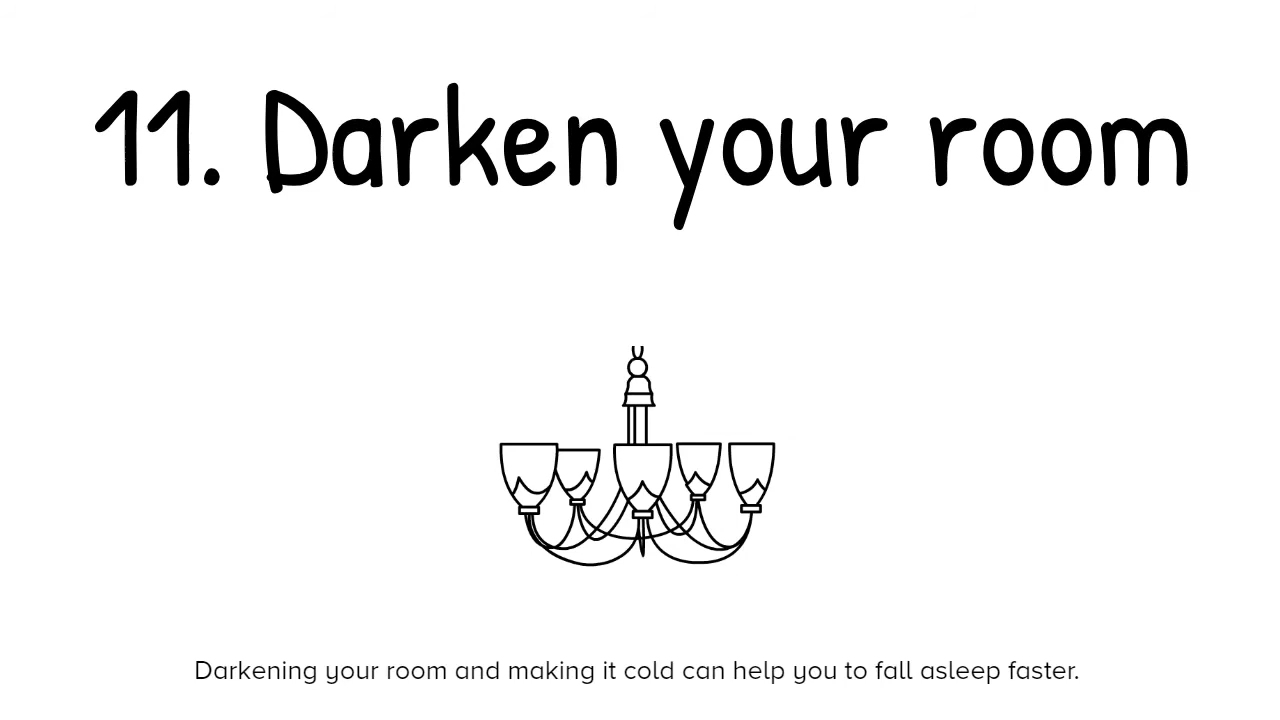 11. Darken your room
Darkening your room and making it cold can help you to fall asleep faster.